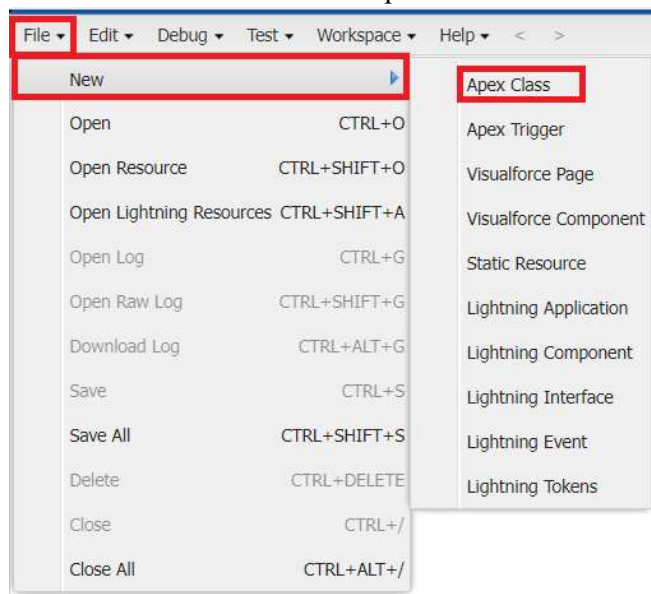 File Edit Debug Test Workspace Help < >
New
Open CTRL+O
Open Resource CTRL+SHIFT+O
Open Lightning Resources CTRL+SHIFT+A
Open Log CTRL+G
Open Raw Log CTRL+SHIFT+G
Download Log CTRL+ALT+G
Save CTRL+S
Save All CTRL+SHIFT+S
Delete CTRL+DELETE
Close CTRL+/
Close All CTRL+ALT+/
Apex Class
Apex Trigger
Visualforce Page
Visualforce Component
Static Resource
Lightning Application
Lightning Component
Lightning Interface
Lightning Event
Lightning Tokens